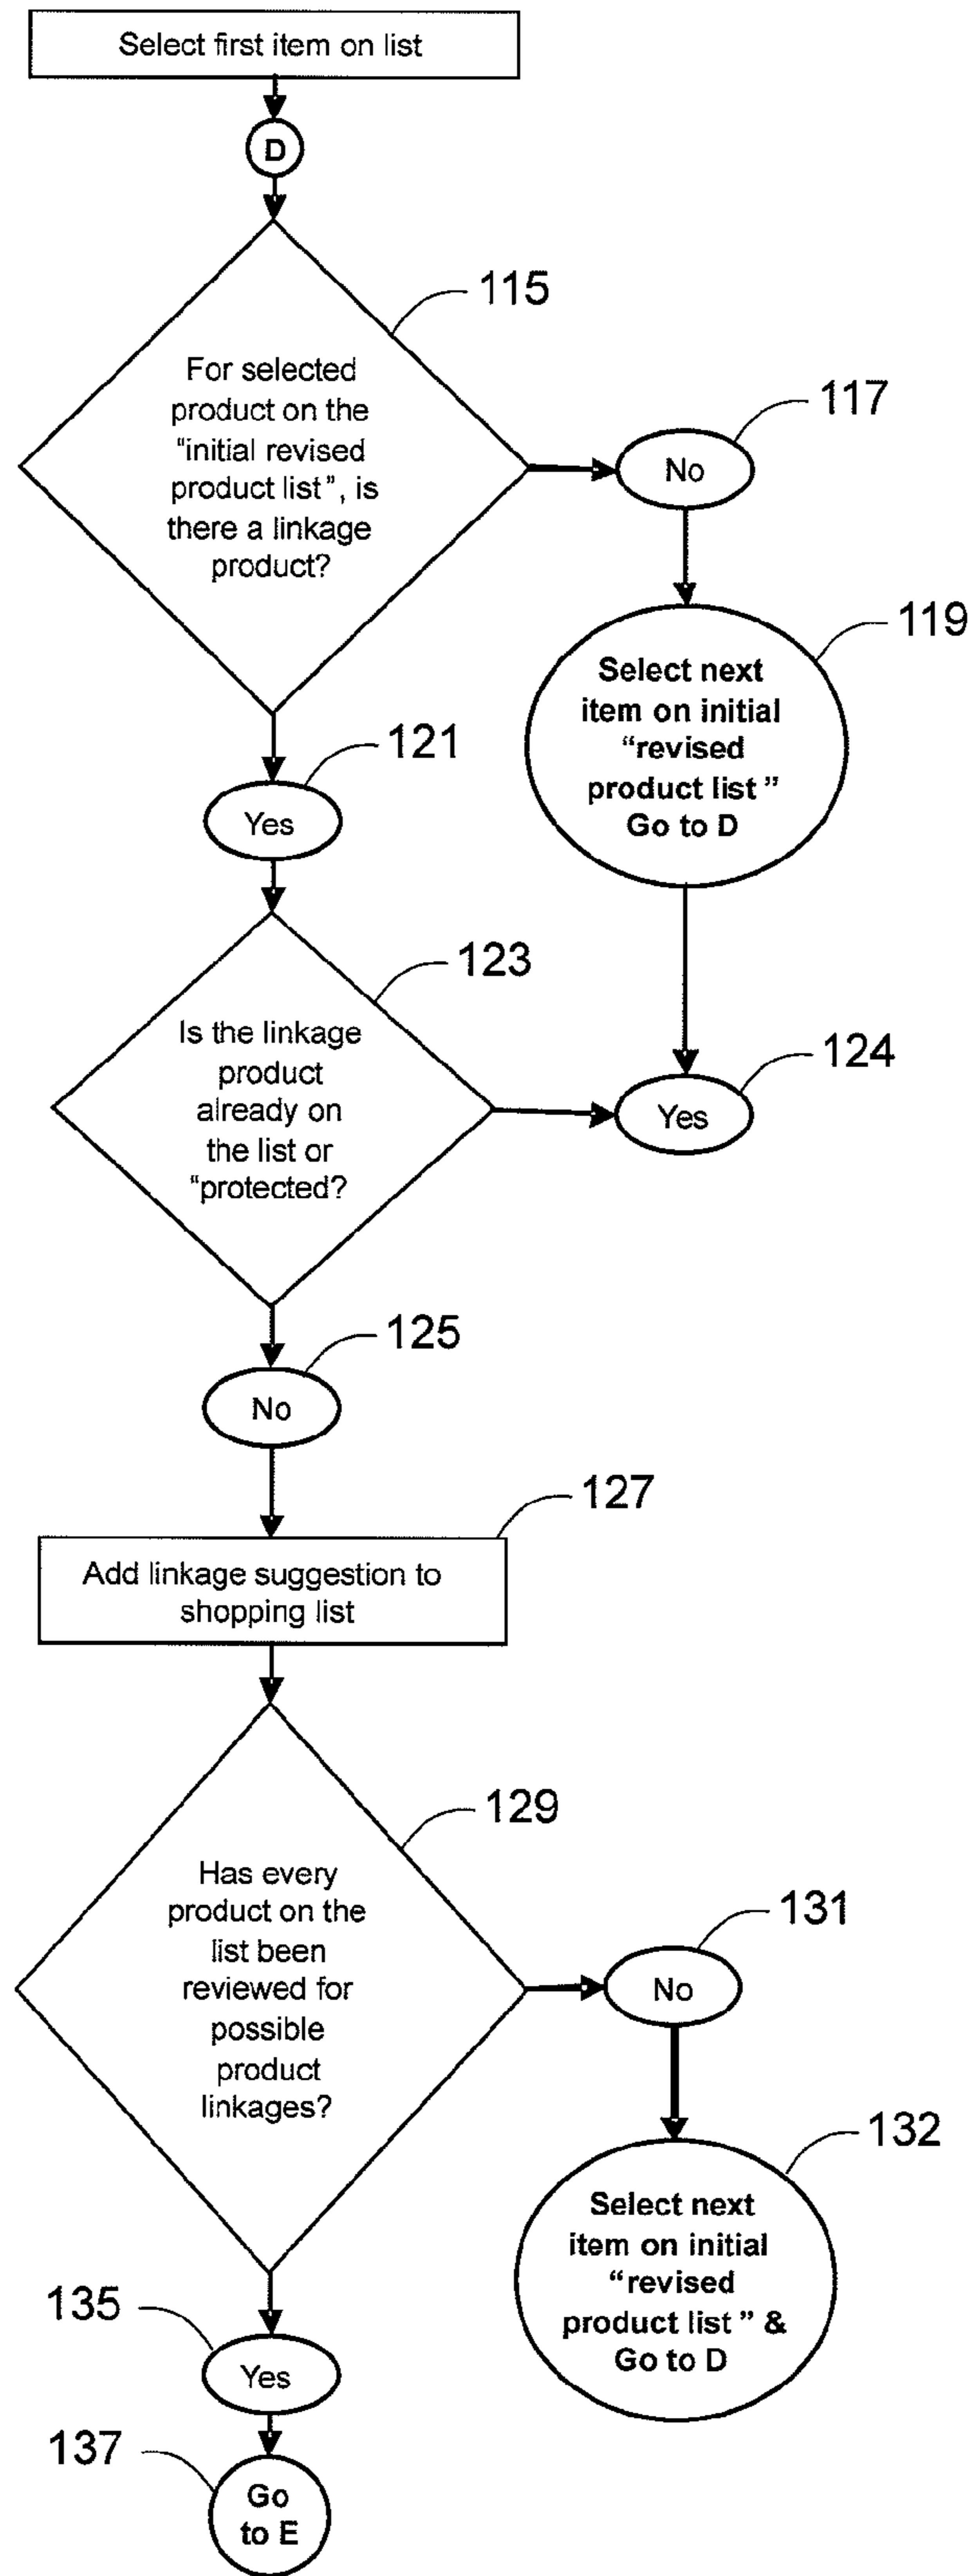 Select first item on list
D
115
For selected
product on the
“initial revised
product list”, is
there a linkage
product?
117
No
119
Select next
item on initial
“revised
product list ”
Go to D
121
Yes
123
Is the linkage
product
already on
the list or
“protected?
124
Yes
125
No
127
Add linkage suggestion to
shopping list
129
Has every
product on the
list been
reviewed for
possible
product
linkages?
131
No
132
Select next
item on initial
“revised
product list ” &
Go to D
135
Yes
137
Go
to E